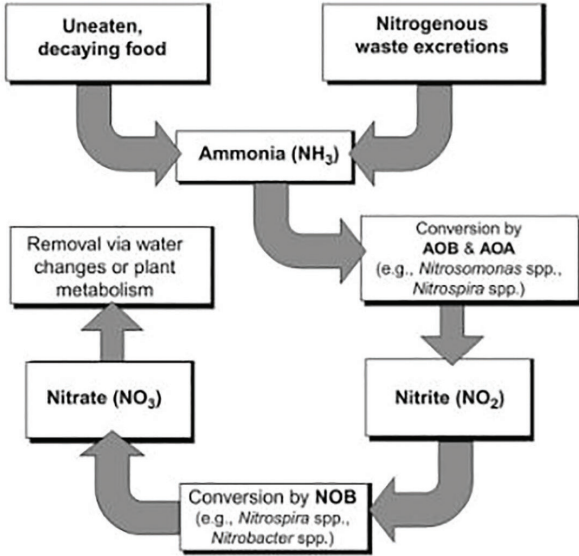 Uneaten,
decaying food
Nitrogenous
waste excretions
Ammonia (NH₃)
Conversion by
AOB & AOA
(e.g., Nitrosomonas spp.,
Nitrospira spp.)
Removal via water
changes or plant
metabolism
Nitrate (NO₃)
Nitrite (NO₂)
Conversion by NOB
(e.g., Nitrospira spp.,
Nitrobacter spp.)